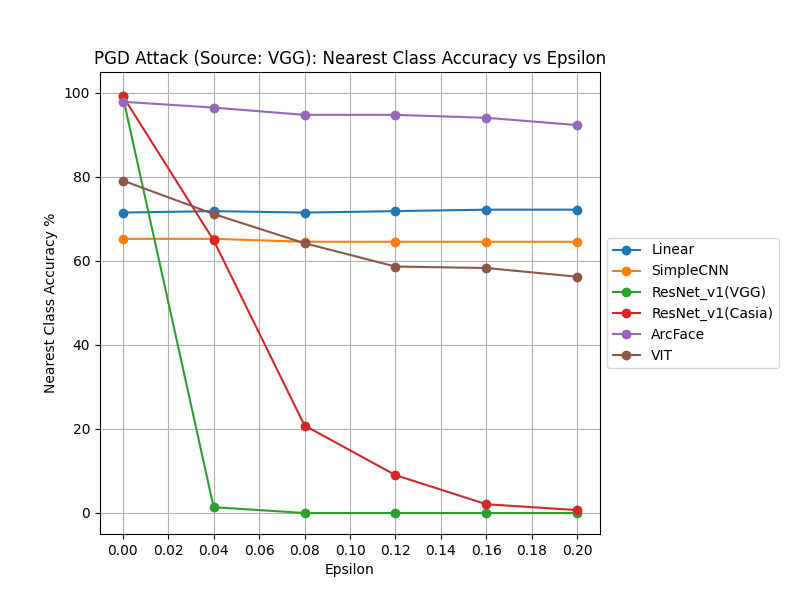 PGD Attack (Source: VGG): Nearest Class Accuracy vs Epsilon
Nearest Class Accuracy %
100
80
60
40
20
0
0.00 0.02 0.04 0.06 0.08 0.10 0.12 0.14 0.16 0.18 0.20
Epsilon
Linear
SimpleCNN
ResNet_v1(VGG)
ResNet_v1(Casia)
ArcFace
VIT